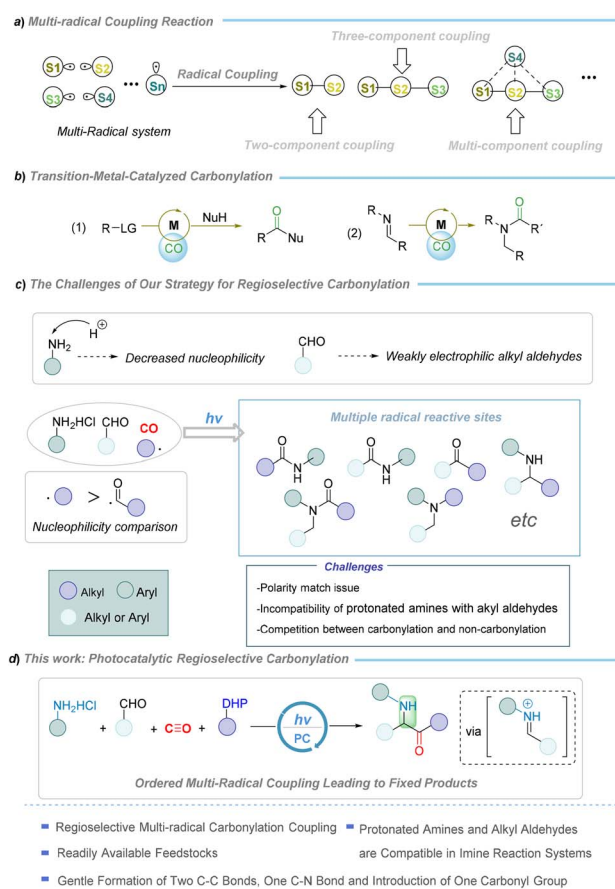 a) Multi-radical Coupling Reaction
Three-component coupling
S1 S2 ... Sn Radical Coupling S1 S2 S1 S2 S3 S4 S1 S2 S3 ...
S3 S4
Multi-Radical system
Two-component coupling Multi-component coupling
b) Transition-Metal-Catalyzed Carbonylation
(1) R-LG M CO NuH O R Nu (2) R N R M CO R N O R' R
c) The Challenges of Our Strategy for Regioselective Carbonylation
H⊕
NH2 Decreased nucleophilicity CHO Weakly electrophilic alkyl aldehydes
NH2HCl CHO CO hv Multiple radical reactive sites
O N H O N H O NH
· > · O
Nucleophilicity comparison
N O N etc
Alkyl Aryl
Alkyl or Aryl
Challenges
-Polarity match issue
-Incompatibility of protonated amines with akyl aldehydes
-Competition between carbonylation and non-carbonylation
d) This work: Photocatalytic Regioselective Carbonylation
NH2HCl + CHO + C≡O + DHP hv PC NH O via NH ⊕
Ordered Multi-Radical Coupling Leading to Fixed Products
Regioselective Multi-radical Carbonylation Coupling
Protonated Amines and Alkyl Aldehydes
are Compatible in Imine Reaction Systems
Readily Available Feedstocks
Gentle Formation of Two C-C Bonds, One C-N Bond and Introduction of One Carbonyl Group